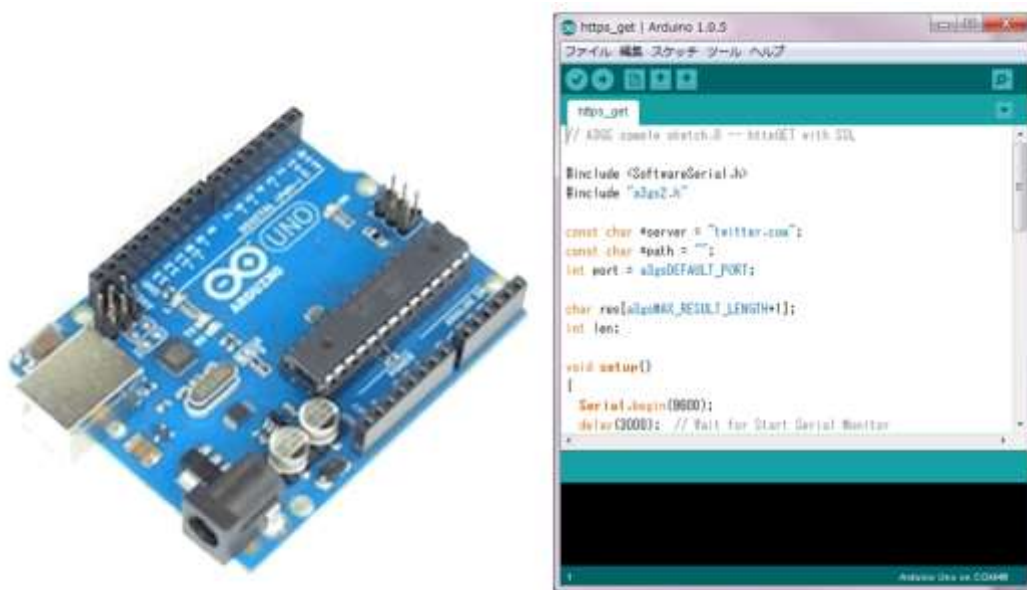 DIGITAL
UNO
ARDUINO
https_get | Arduino 1.0.5
ファイル 編集 スケッチ ツール ヘルプ
https_get
// A3GS sample sketch.8 -- httpGET with SSL
#include <SoftwareSerial.h>
#include "a3gs2.h"
const char *server = "twitter.com";
const char *path = "";
int port = a3gsDEFAULT_PORT;
char res[a3gsMAX_RESULT_LENGTH+1];
int len;
void setup()
{
Serial.begin(9600);
delay(3000); // Wait for Start Serial Monitor
1
Arduino Uno on